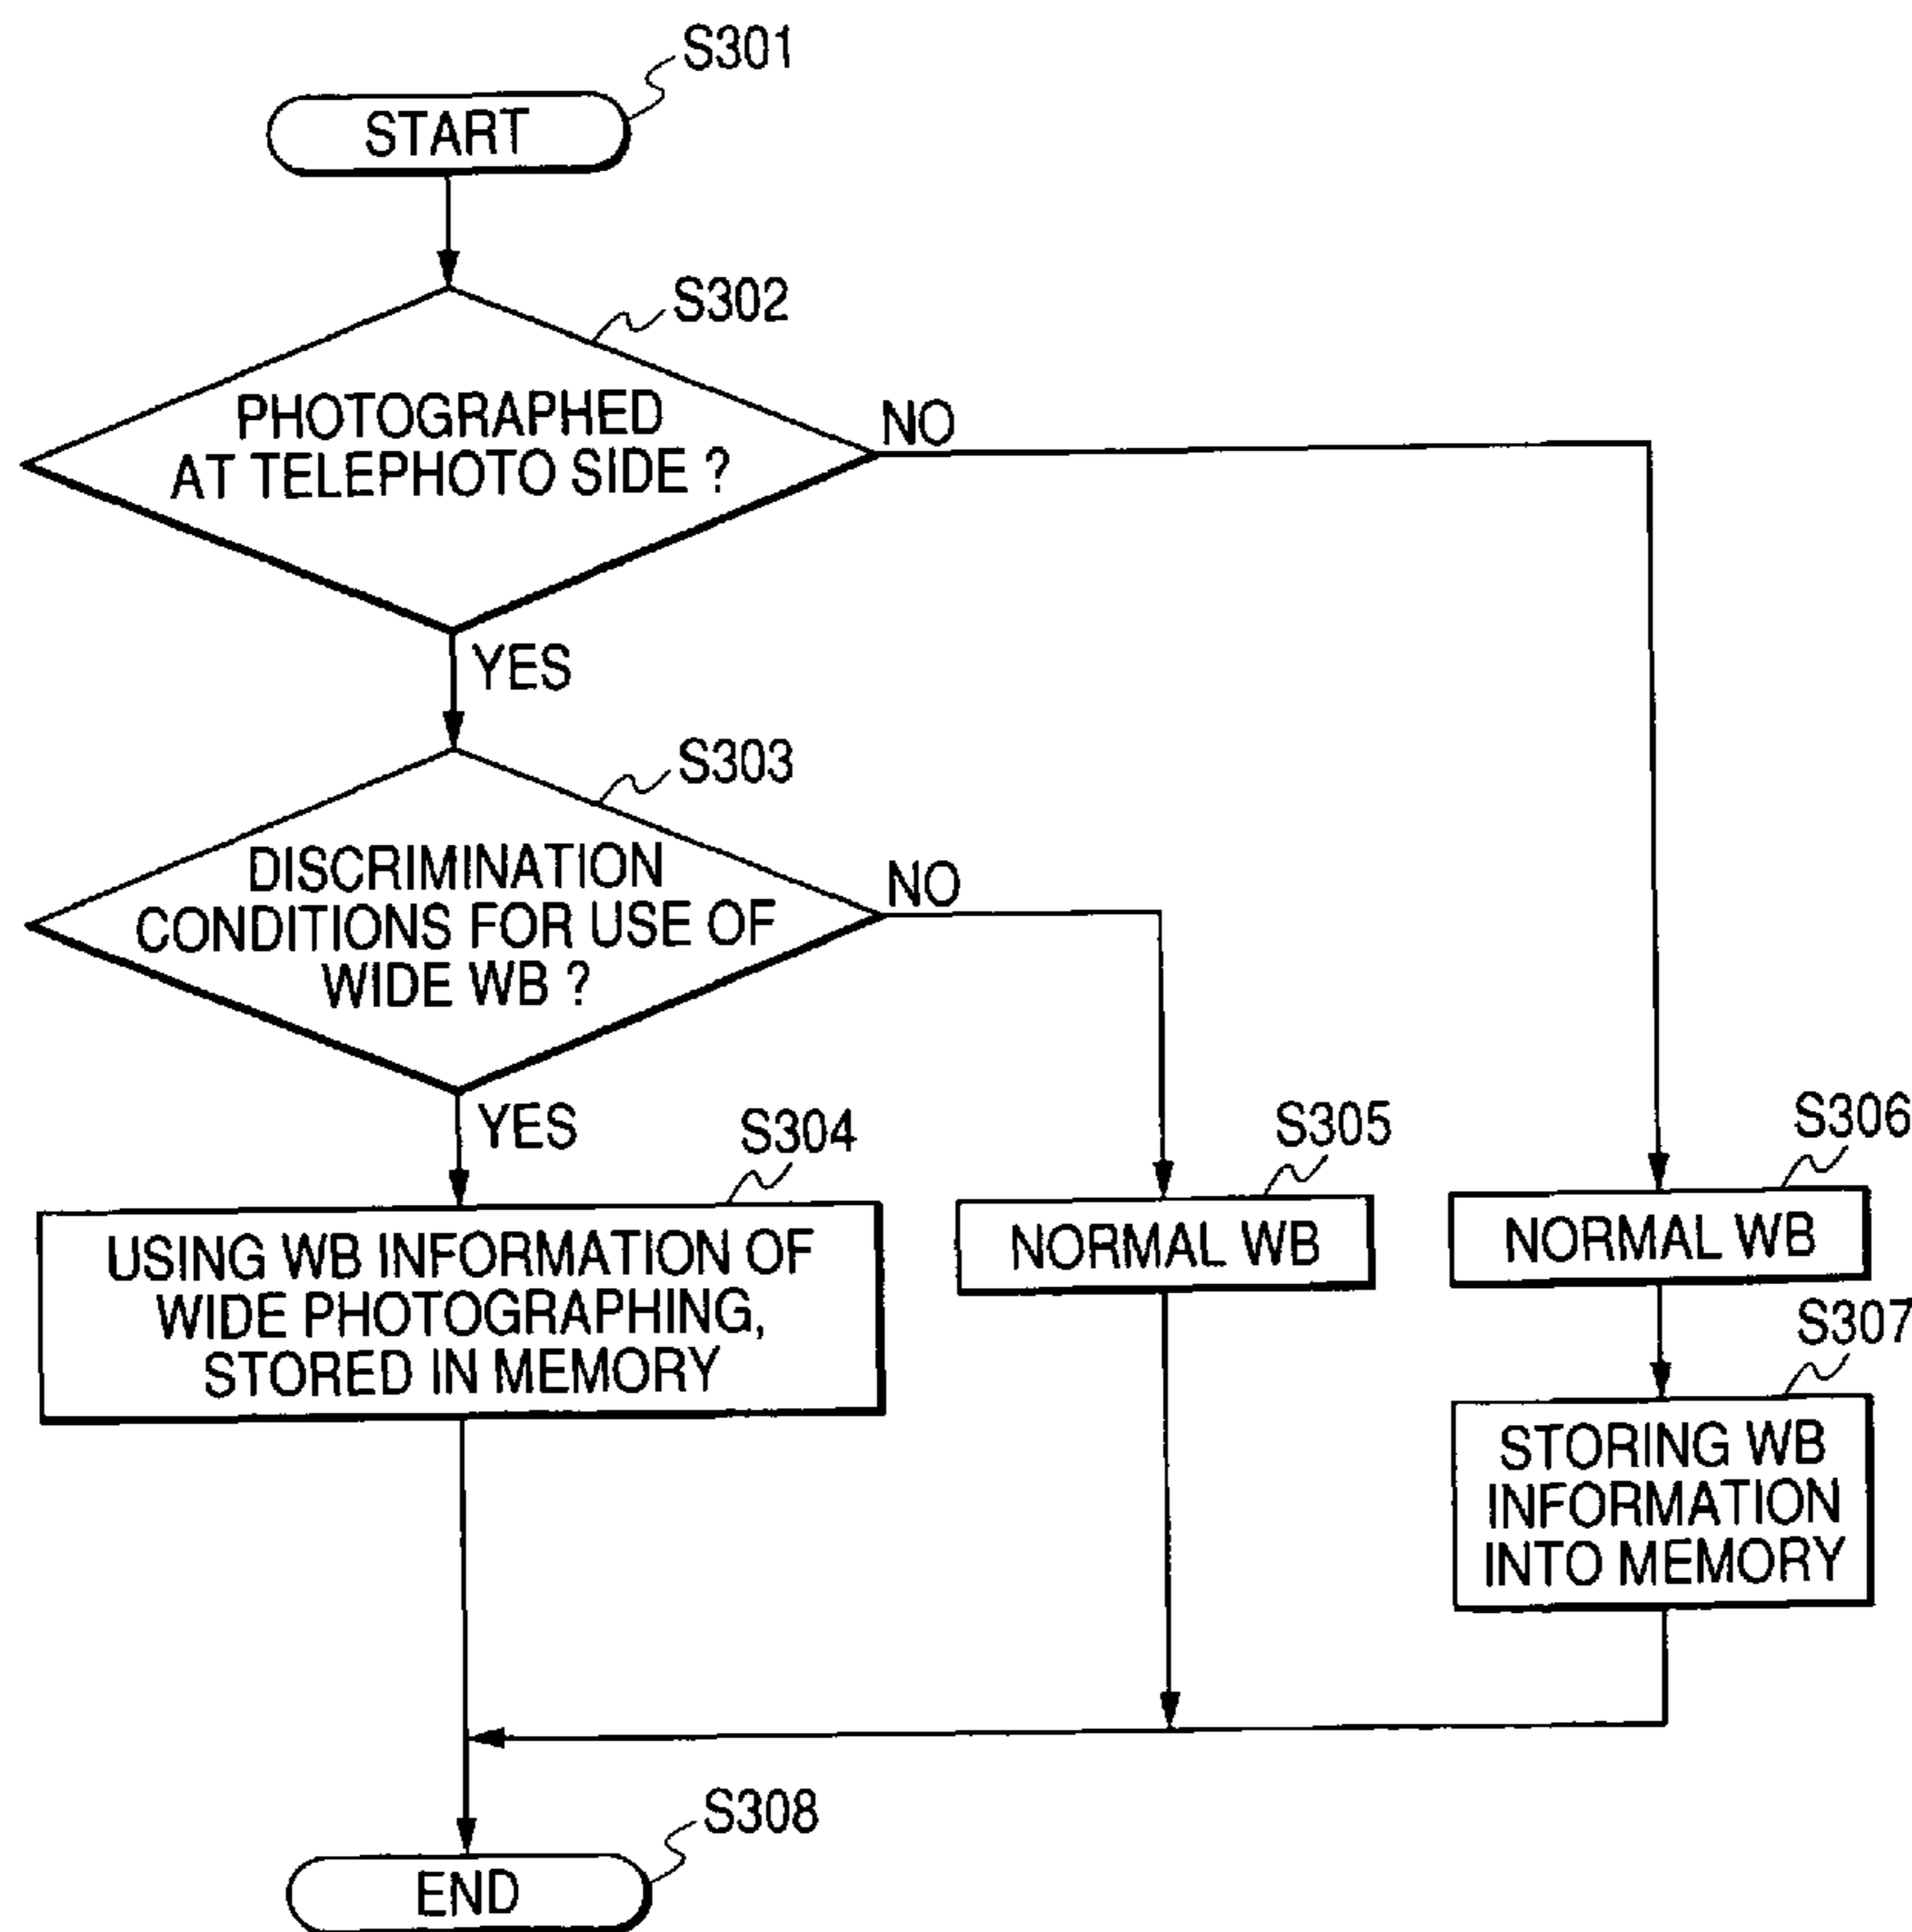 S301
START
S302
PHOTOGRAPHED
AT TELEPHOTO SIDE ?
NO
YES
S303
DISCRIMINATION
CONDITIONS FOR USE OF
WIDE WB ?
NO
YES
S304
USING WB INFORMATION OF
WIDE PHOTOGRAPHING,
STORED IN MEMORY
S305
NORMAL WB
S306
NORMAL WB
S307
STORING WB
INFORMATION
INTO MEMORY
S308
END